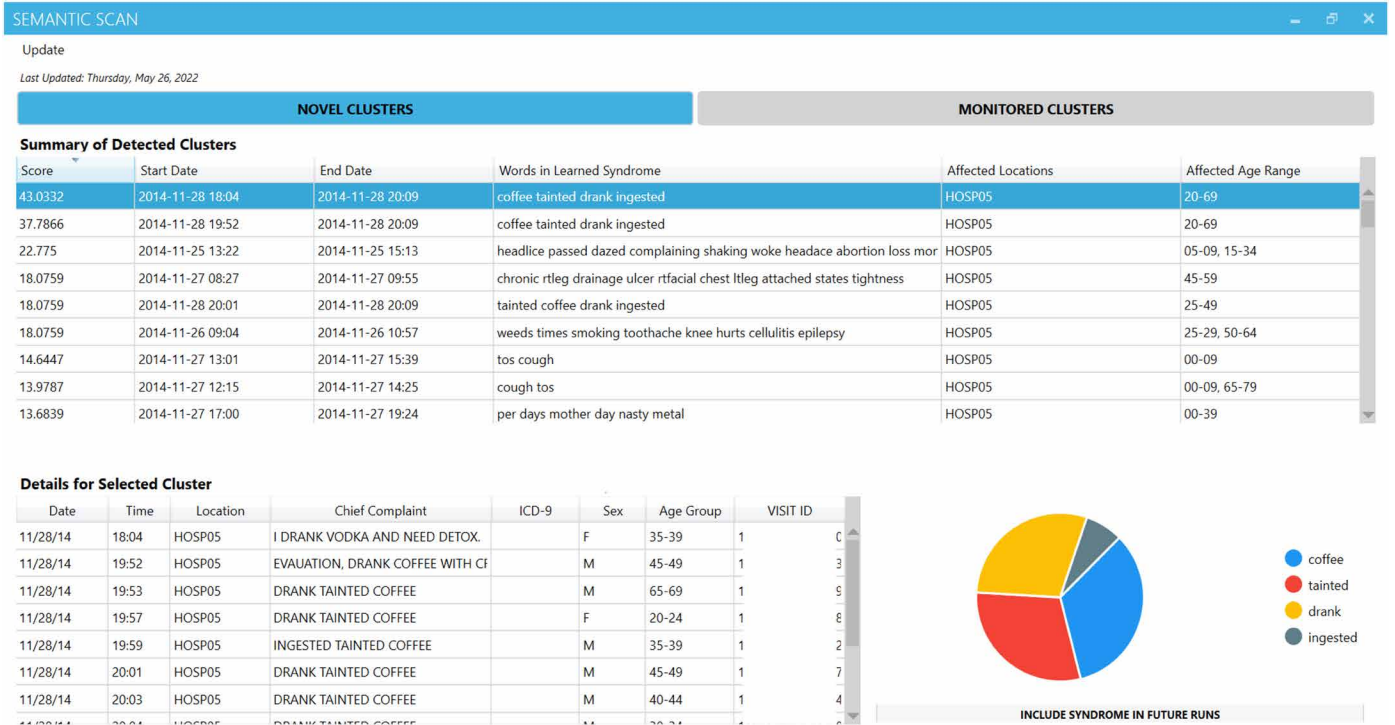 SEMANTIC SCAN
Update
Last Updated: Thursday, May 26, 2022
NOVEL CLUSTERS MONITORED CLUSTERS
Summary of Detected Clusters
Score Start Date End Date Words in Learned Syndrome Affected Locations Affected Age Range
43.0332 2014-11-28 18:04 2014-11-28 20:09 coffee tainted drank ingested HOSP05 20-69
37.7866 2014-11-28 19:52 2014-11-28 20:09 coffee tainted drank ingested HOSP05 20-69
22.775 2014-11-25 13:22 2014-11-25 15:13 headlice passed dazed complaining shaking woke headace abortion loss mor HOSP05 05-09, 15-34
18.0759 2014-11-27 08:27 2014-11-27 09:55 chronic rtleg drainage ulcer rtfacial chest ltleg attached states tightness HOSP05 45-59
18.0759 2014-11-28 20:01 2014-11-28 20:09 tainted coffee drank ingested HOSP05 25-49
18.0759 2014-11-26 09:04 2014-11-26 10:57 weeds times smoking toothache knee hurts cellulitis epilepsy HOSP05 25-29, 50-64
14.6447 2014-11-27 13:01 2014-11-27 15:39 tos cough HOSP05 00-09
13.9787 2014-11-27 12:15 2014-11-27 14:25 cough tos HOSP05 00-09, 65-79
13.6839 2014-11-27 17:00 2014-11-27 19:24 per days mother day nasty metal HOSP05 00-39
Details for Selected Cluster
Date Time Location Chief Complaint ICD-9 Sex Age Group VISIT ID
11/28/14 18:04 HOSP05 I DRANK VODKA AND NEED DETOX. F 35-39 1 0
11/28/14 19:52 HOSP05 EVAUATION, DRANK COFFEE WITH M 45-49 1 3
11/28/14 19:53 HOSP05 DRANK TAINTED COFFEE M 65-69 1 9
11/28/14 19:57 HOSP05 DRANK TAINTED COFFEE F 20-24 1 8
11/28/14 19:59 HOSP05 INGESTED TAINTED COFFEE M 35-39 1 2
11/28/14 20:01 HOSP05 DRANK TAINTED COFFEE M 45-49 1 7
11/28/14 20:03 HOSP05 DRANK TAINTED COFFEE M 40-44 1 4
coffee
tainted
drank
ingested
INCLUDE SYNDROME IN FUTURE RUNS